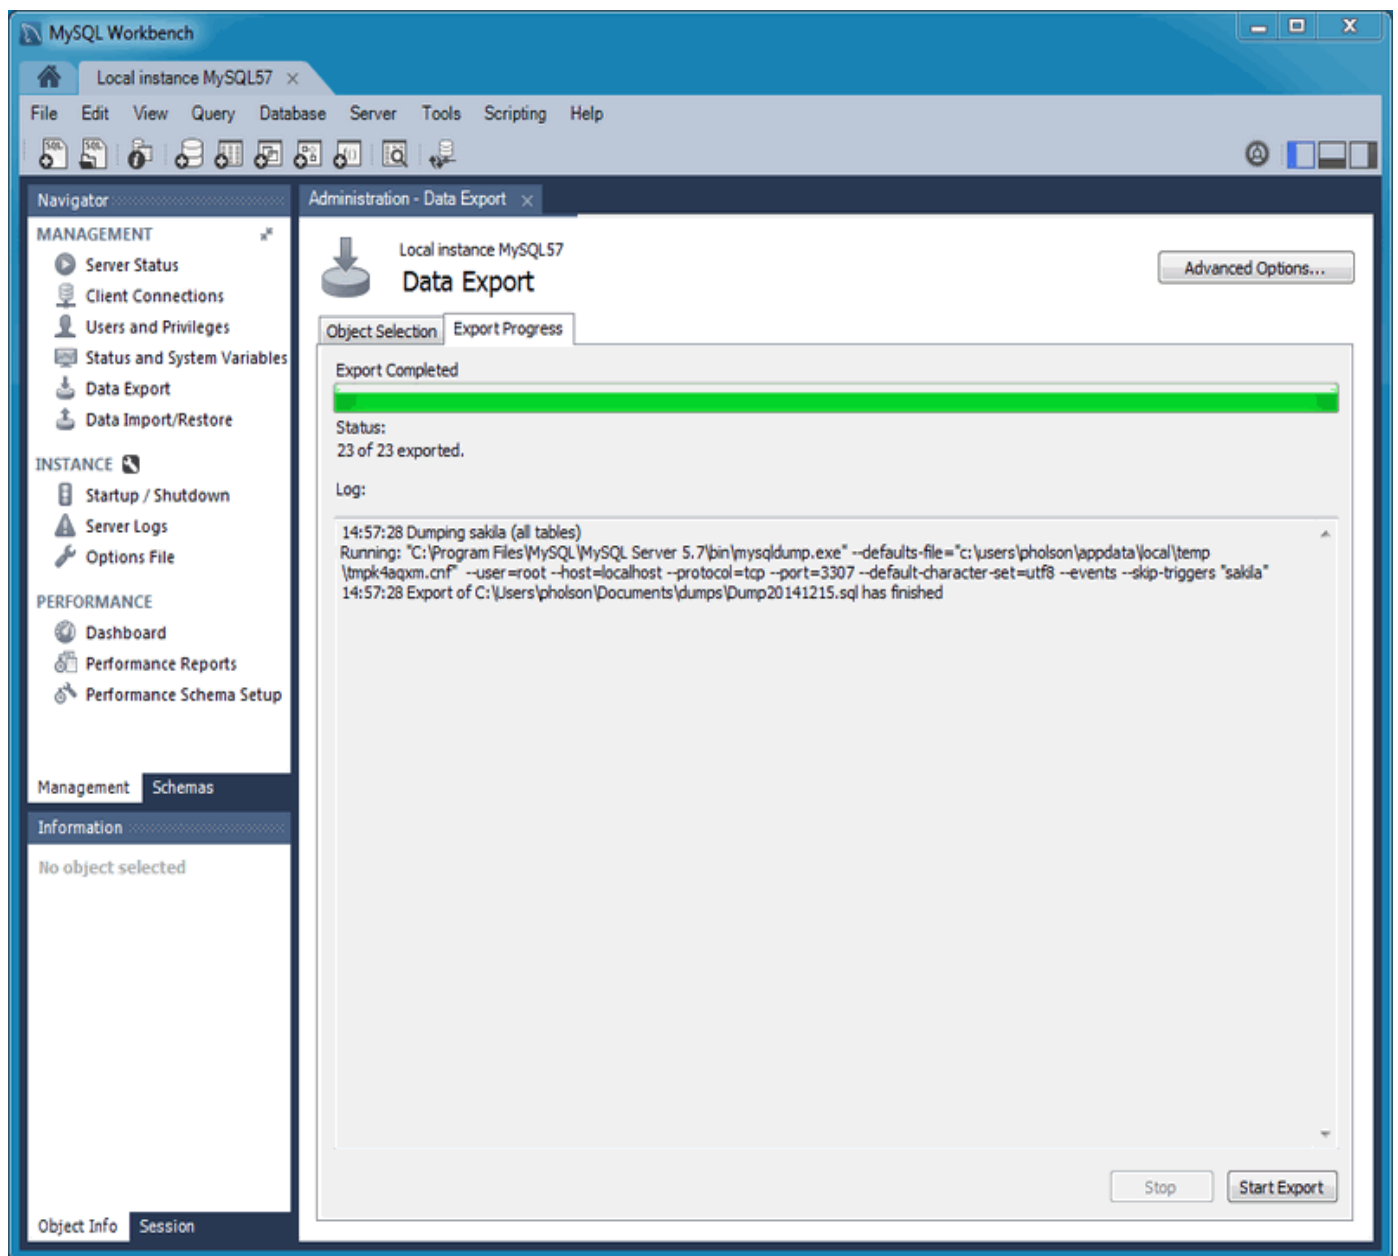 MySQL Workbench
Local instance MySQL57
File Edit View Query Database Server Tools Scripting Help
SQL SQL
Navigator
MANAGEMENT
Server Status
Client Connections
Users and Privileges
Status and System Variables
Data Export
Data Import/Restore
INSTANCE
Startup / Shutdown
Server Logs
Options File
PERFORMANCE
Dashboard
Performance Reports
Performance Schema Setup
Management Schemas
Information
No object selected
Object Info Session
Administration - Data Export
Local instance MySQL57
Data Export
Advanced Options...
Object Selection Export Progress
Export Completed
Status:
23 of 23 exported.
Log:
14:57:28 Dumping sakila (all tables)
Running: "C:\Program Files\MySQL\MySQL Server 5.7\bin\mysqldump.exe" --defaults-file="c:\users\pholson\appdata\local\temp
\tmpk4aqxm.cnf" --user=root --host=localhost --protocol=tcp --port=3307 --default-character-set=utf8 --events --skip-triggers "sakila"
14:57:28 Export of C:\Users\pholson\Documents\dumps\Dump20141215.sql has finished
Stop Start Export